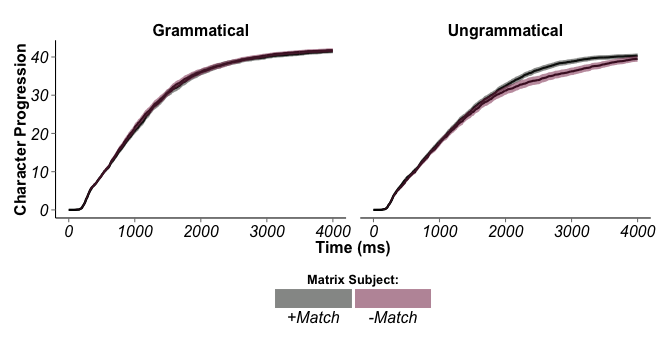 Grammatical
Ungrammatical
Character Progression
40
30
20
10
0
0 1000 2000 3000 4000
0 1000 2000 3000 4000
Time (ms)
Matrix Subject:
+Match -Match